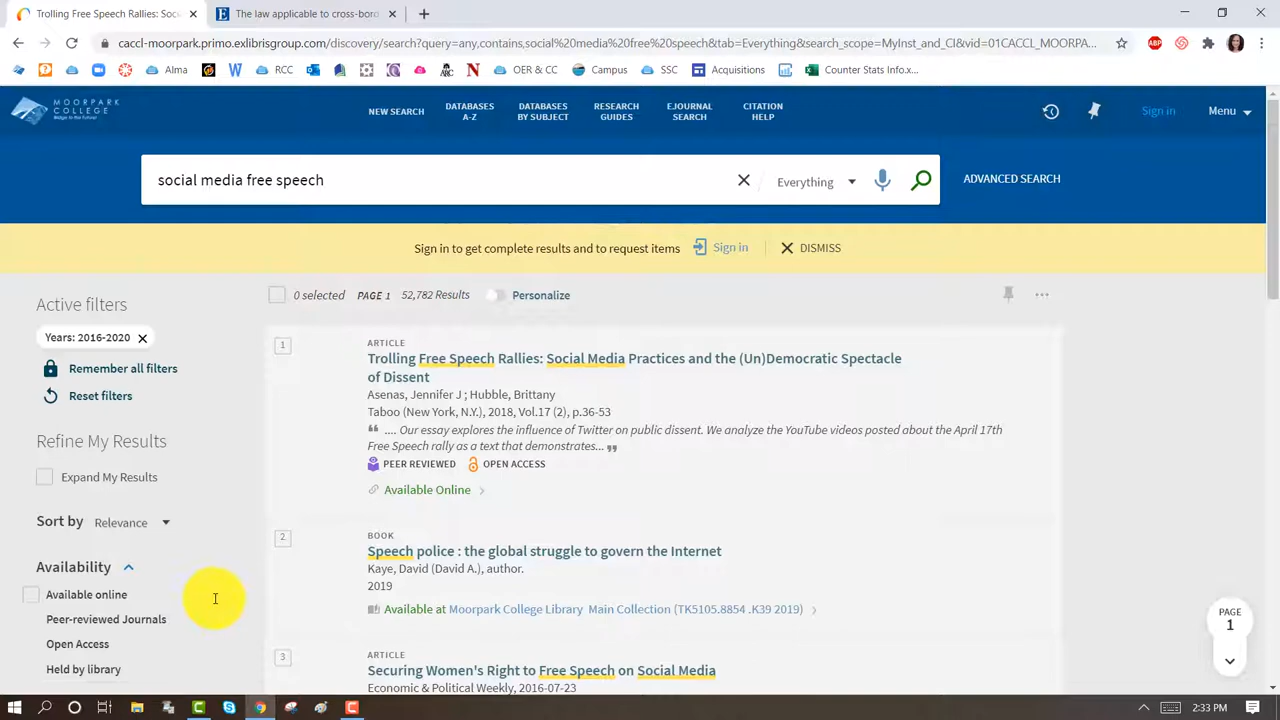 Trolling Free Speech Rallies: Soci
The law applicable to cross-bord
caccl-moorpark.primo.exlibrisgroup.com/discovery/search?query=any,contains,social%20media%20free%20speech&tab=Everything&search_scope=MyInst_and_CI&vid=01CACCL_MOORPA...
Alma
RCC
OER & CC
Campus
SSC
Acquisitions
Counter Stats Info.x...
MOORPARK
COLLEGE
NEW SEARCH
DATABASES
A-Z
DATABASES
BY SUBJECT
RESEARCH
GUIDES
EJOURNAL
SEARCH
CITATION
HELP
Sign in
Menu
social media free speech
Everything
ADVANCED SEARCH
Sign in to get complete results and to request items
Sign in
DISMISS
Active filters
Years: 2016-2020
Remember all filters
Reset filters
Refine My Results
Expand My Results
Sort by Relevance
Availability
Available online
Peer-reviewed Journals
Open Access
Held by library
0 selected PAGE 1 52,782 Results Personalize
1
ARTICLE
Trolling Free Speech Rallies: Social Media Practices and the (Un)Democratic Spectacle
of Dissent
Asenas, Jennifer J ; Hubble, Brittany
Taboo (New York, N.Y.), 2018, Vol.17 (2), p.36-53
.... Our essay explores the influence of Twitter on public dissent. We analyze the YouTube videos posted about the April 17th
Free Speech rally as a text that demonstrates...
PEER REVIEWED OPEN ACCESS
Available Online
2
BOOK
Speech police : the global struggle to govern the Internet
Kaye, David (David A.), author.
2019
Available at Moorpark College Library Main Collection (TK5105.8854 .K39 2019)
3
ARTICLE
Securing Women's Right to Free Speech on Social Media
Economic & Political Weekly, 2016-07-23
PAGE
1
2:33 PM